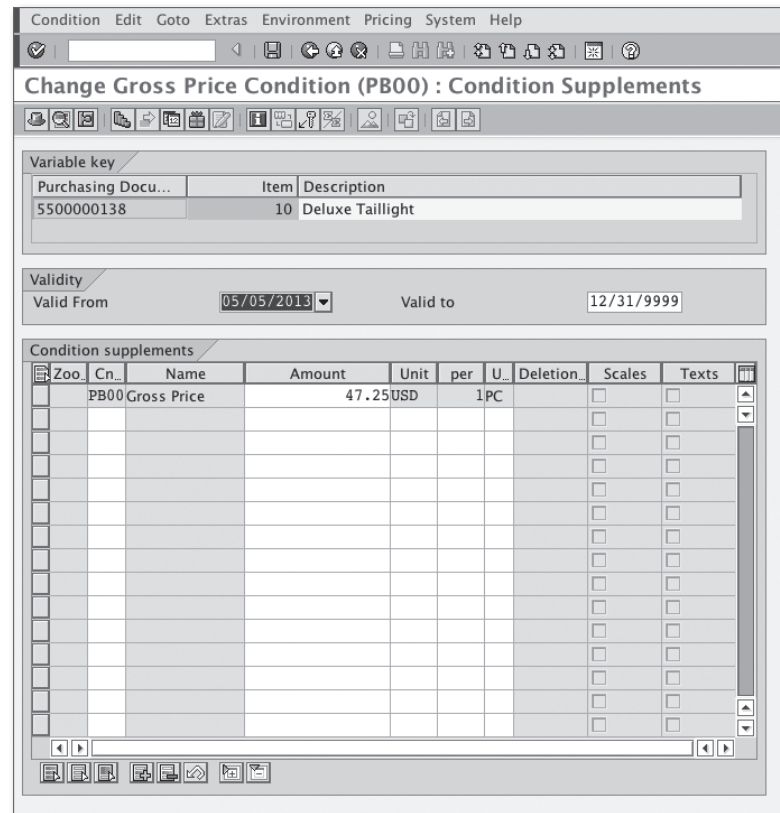 Condition Edit Goto Extras Environment Pricing System Help
Change Gross Price Condition (PB00) : Condition Supplements
Variable key
Purchasing Docu... Item Description
5500000138 10 Deluxe Taillight
Validity
Valid From 05/05/2013 Valid to 12/31/9999
Condition supplements
Zoo.. Cn.. Name Amount Unit per U.. Deletion.. Scales Texts
PB00 Gross Price 47.25 USD 1 PC